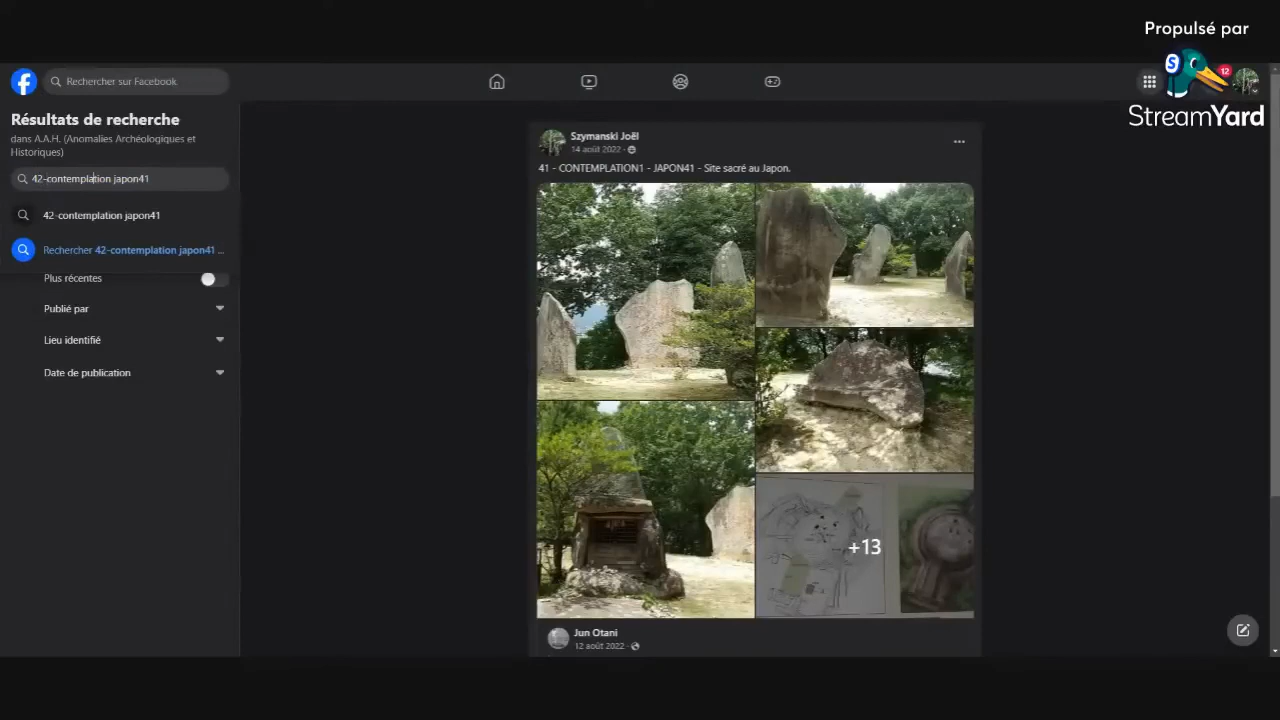 Propulsé par
StreamYard
Rechercher sur Facebook
12
Résultats de recherche
dans A.A.H. (Anomalies Archéologiques et
Historiques)
42-contemplation japon41
42-contemplation japon41
Rechercher 42-contemplation japon41 ...
Plus récentes
Publié par
Lieu identifié
Date de publication
Szymanski Joël
14 août 2022 ·
41 - CONTEMPLATION1 - JAPON41 - Site sacré au Japon.
+13
Jun Otani
12 août 2022 ·